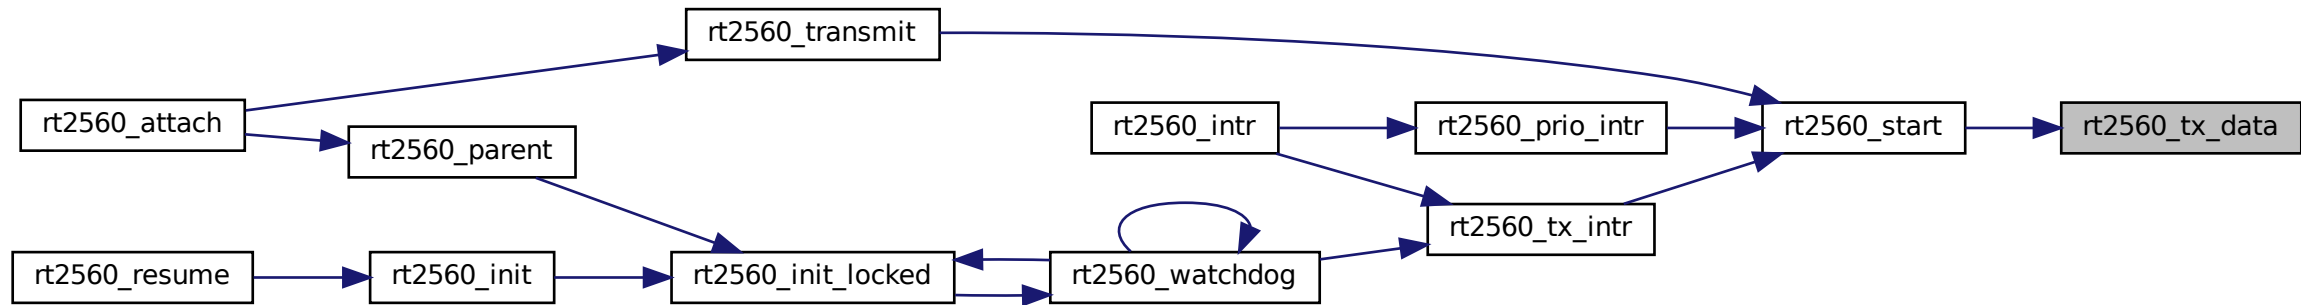 rt2560_transmit
rt2560_attach
rt2560_intr
rt2560_prio_intr
rt2560_start
rt2560_tx_data
rt2560_parent
rt2560_tx_intr
rt2560_resume
rt2560_init
rt2560_init_locked
rt2560_watchdog